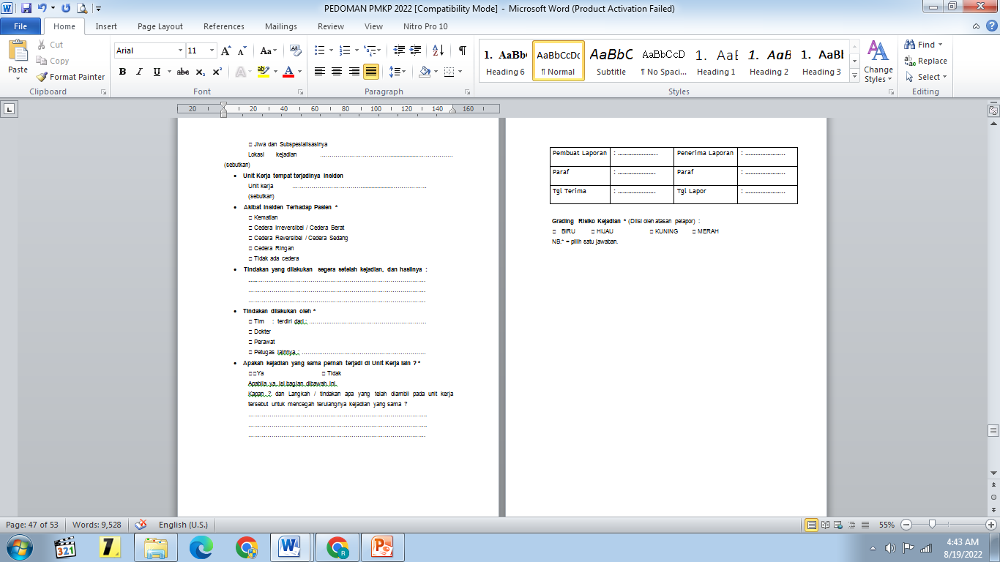 PEDOMAN PMKP 2022 [Compatibility Mode] - Microsoft Word (Product Activation Failed)
File Home Insert Page Layout References Mailings Review View Nitro Pro 10
Paste
Cut
Copy
Format Painter
Clipboard
Arial 11
Font
Paragraph
1. AaBb( AaBbCcDc AaBbC AaBbCcD 1. AaE 1. AaB 1. AaBl
Heading 6 ¶ Normal Subtitle ¶ No Spaci... Heading 1 Heading 2 Heading 3
Change Styles
Styles
Find
Replace
Select
Editing
20 20 40 60 80 100 120 140 160
□ Jiwa dan Subspesialisasinya
Lokasi kejadian ........................................................
(sebutkan)
• Unit Kerja tempat terjadinya insiden
Unit kerja ........................................................
(sebutkan)
• Akibat Insiden Terhadap Pasien *
□ Kematian
□ Cedera Irreversibel / Cedera Berat
□ Cedera Reversibel / Cedera Sedang
□ Cedera Ringan
□ Tidak ada cedera
• Tindakan yang dilakukan segera setelah kejadian, dan hasilnya :
........................................................
........................................................
........................................................
• Tindakan dilakukan oleh *
□ Tim : terdiri dari : ........................................................
□ Dokter
□ Perawat
□ Petugas lainnya : ........................................................
• Apakah kejadian yang sama pernah terjadi di Unit Kerja lain ? *
□□Ya □ Tidak
Apabila ya, isi bagian dibawah ini.
Kapan ? dan Langkah / tindakan apa yang telah diambil pada unit kerja
tersebut untuk mencegah terulangnya kejadian yang sama ?
........................................................
........................................................
........................................................
Pembuat Laporan : ........................ Penerima Laporan : ........................
Paraf : ........................ Paraf : ........................
Tgl Terima : ........................ Tgl Lapor : ........................
Grading Risiko Kejadian * (Diisi oleh atasan pelapor) :
□ BIRU □ HIJAU □ KUNING □ MERAH
NB.* = pilih satu jawaban.
Page: 47 of 53 Words: 9,528 English (U.S.) 55%
321 7
4:43 AM
8/19/2022